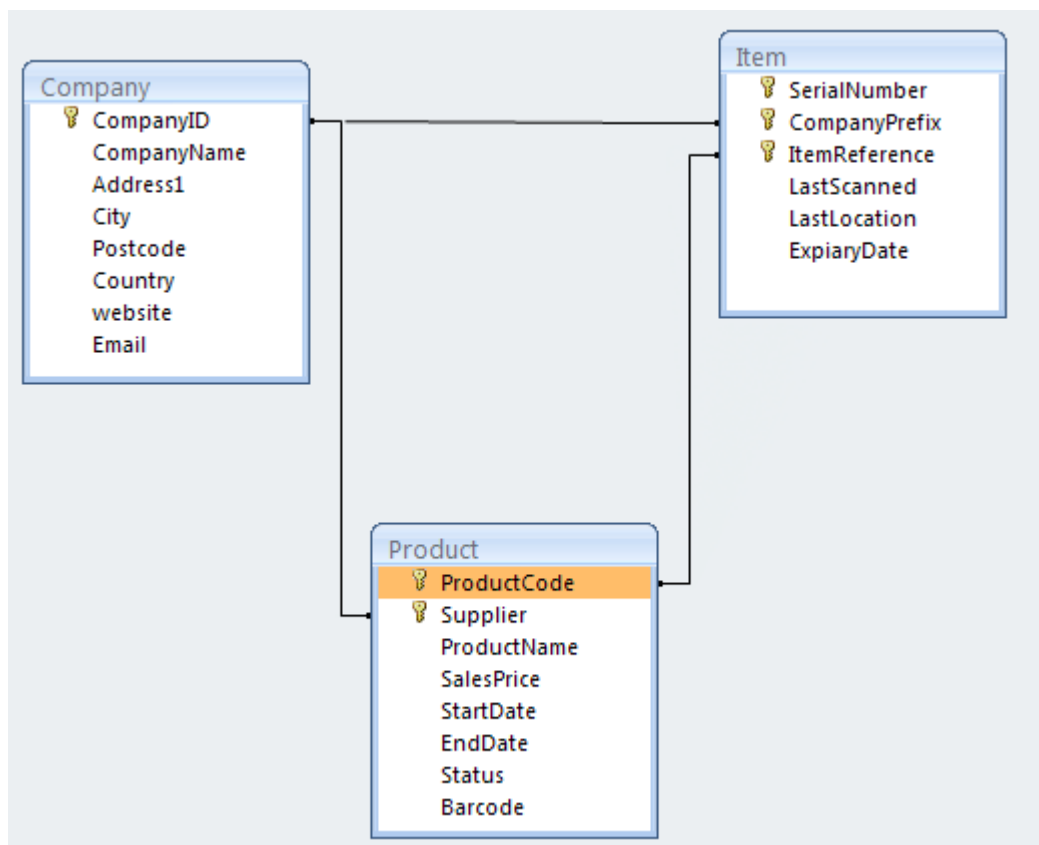 Company
CompanyID
CompanyName
Address1
City
Postcode
Country
website
Email
Item
SerialNumber
CompanyPrefix
ItemReference
LastScanned
LastLocation
ExpiaryDate
Product
ProductCode
Supplier
ProductName
SalesPrice
StartDate
EndDate
Status
Barcode